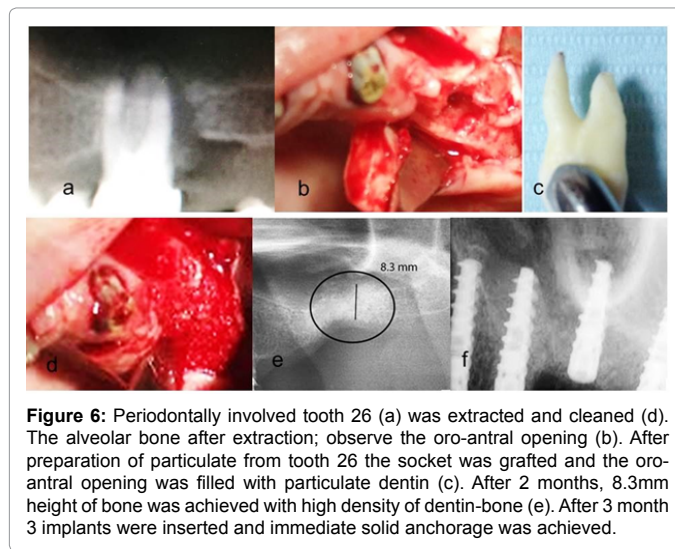 a
b
c
d
8.3 mm
e
f
Figure 6: Periodontally involved tooth 26 (a) was extracted and cleaned (d).
The alveolar bone after extraction; observe the oro-antral opening (b). After
preparation of particulate from tooth 26 the socket was grafted and the oro-
antral opening was filled with particulate dentin (c). After 2 months, 8.3mm
height of bone was achieved with high density of dentin-bone (e). After 3 month
3 implants were inserted and immediate solid anchorage was achieved.